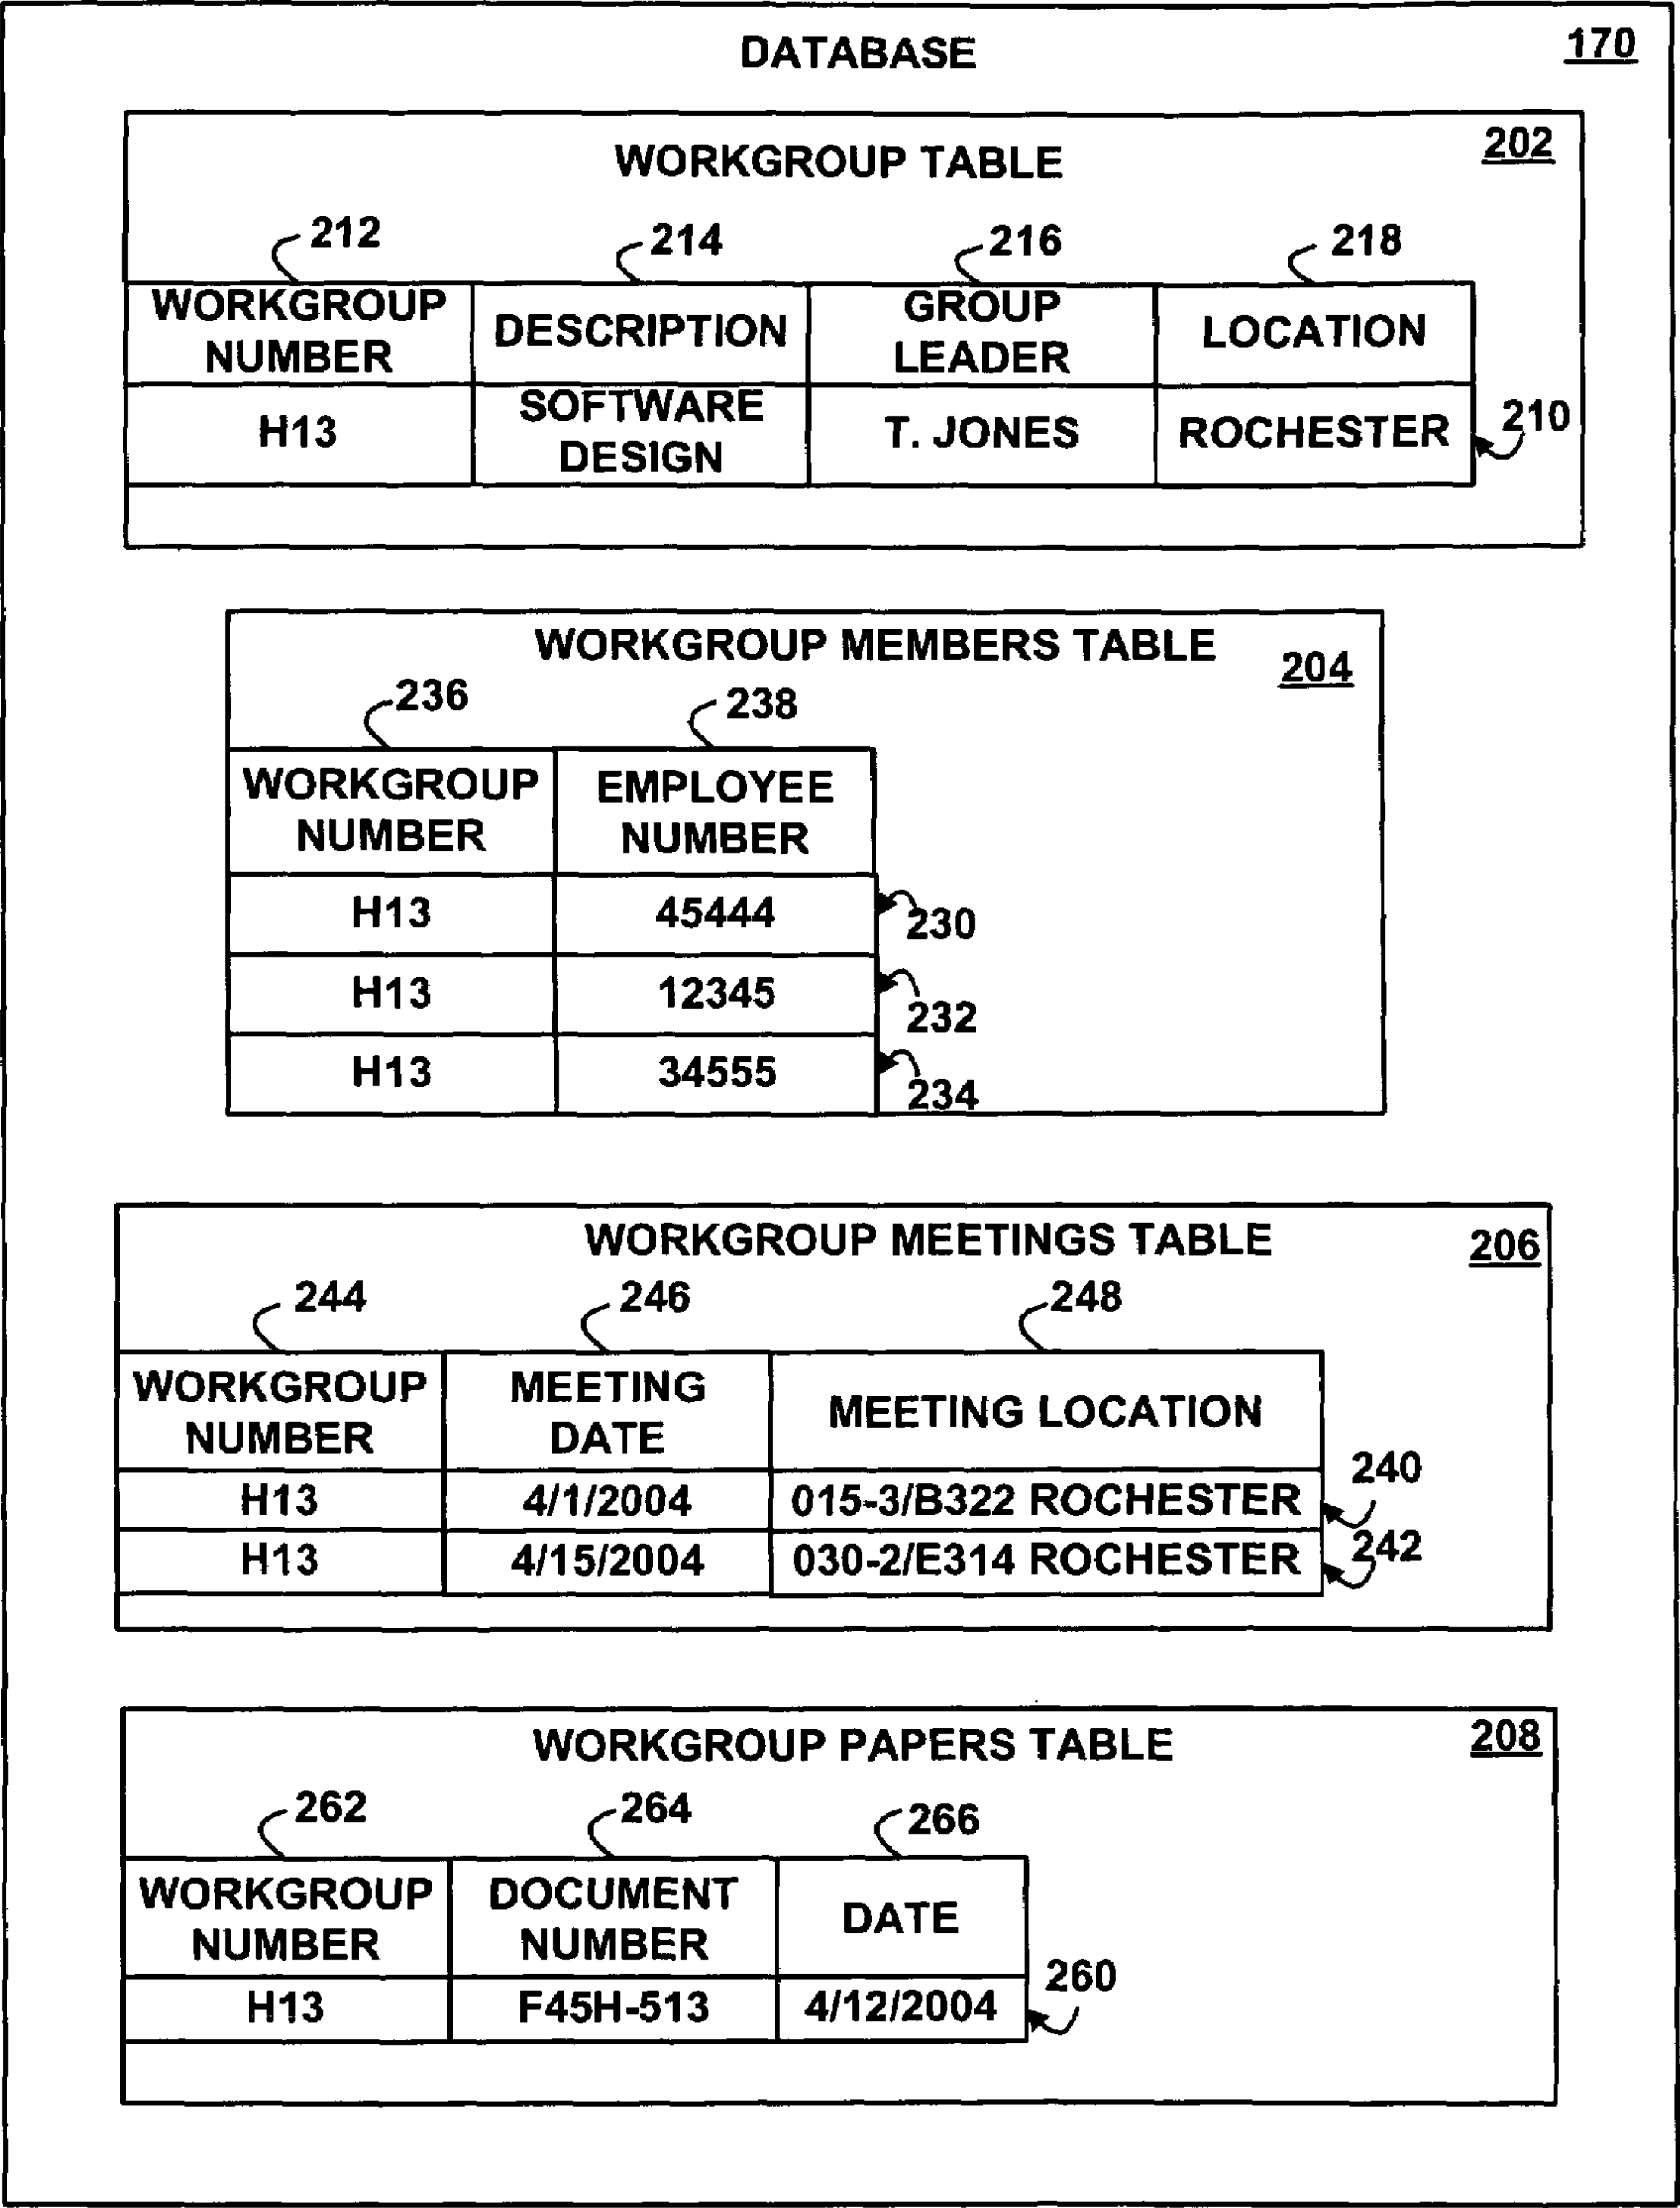 DATABASE
170
WORKGROUP TABLE
202
212
214
216
218
WORKGROUP
NUMBER
DESCRIPTION
GROUP
LEADER
LOCATION
H13
SOFTWARE
DESIGN
T. JONES
ROCHESTER
210
WORKGROUP MEMBERS TABLE
204
236
238
WORKGROUP
NUMBER
EMPLOYEE
NUMBER
H13
45444
230
H13
12345
232
H13
34555
234
WORKGROUP MEETINGS TABLE
206
244
246
248
WORKGROUP
NUMBER
MEETING
DATE
MEETING LOCATION
H13
4/1/2004
015-3/B322 ROCHESTER
240
H13
4/15/2004
030-2/E314 ROCHESTER
242
WORKGROUP PAPERS TABLE
208
262
264
266
WORKGROUP
NUMBER
DOCUMENT
NUMBER
DATE
H13
F45H-513
4/12/2004
260